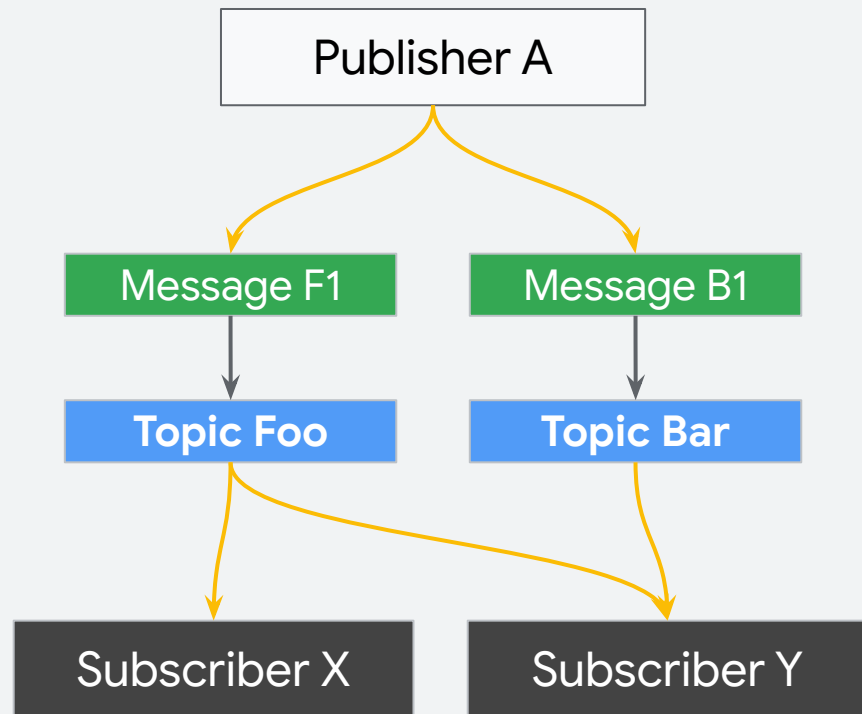 Publisher A
Message F1
Message B1
Topic Foo
Topic Bar
Subscriber X
Subscriber Y